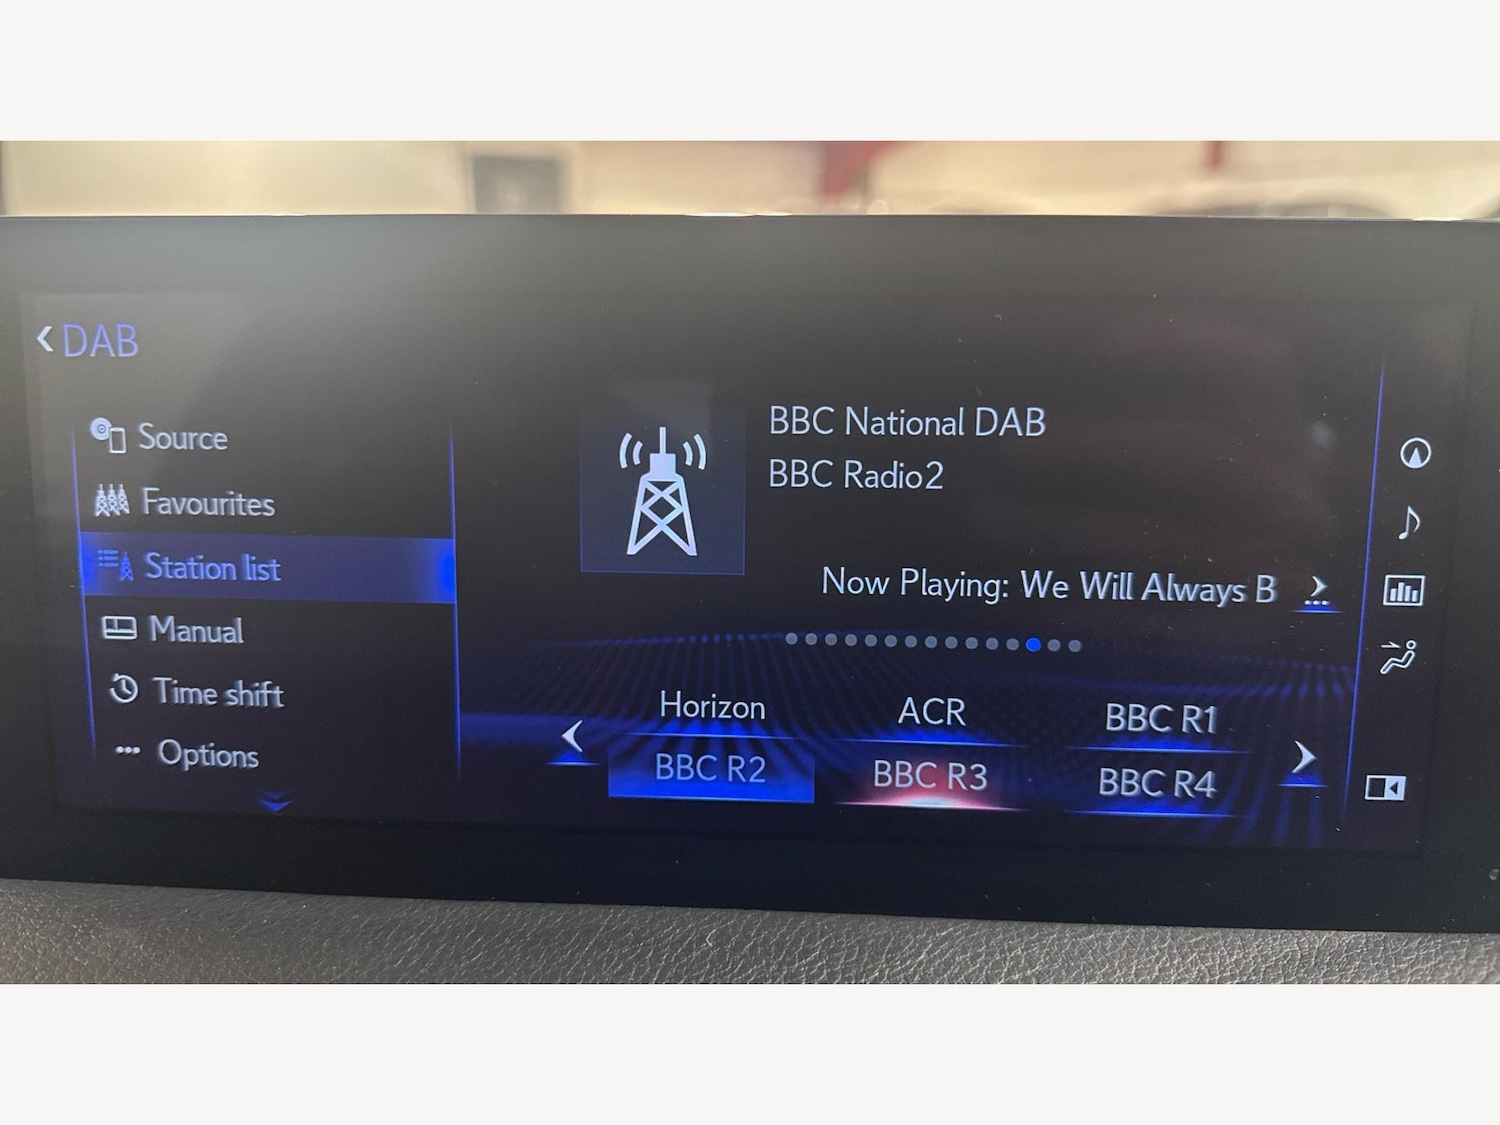 DAB
Source
Favourites
Station list
Manual
Time shift
Options
BBC National DAB
BBC Radio2
Now Playing: We Will Always B
Horizon
ACR
BBC R1
BBC R2
BBC R3
BBC R4